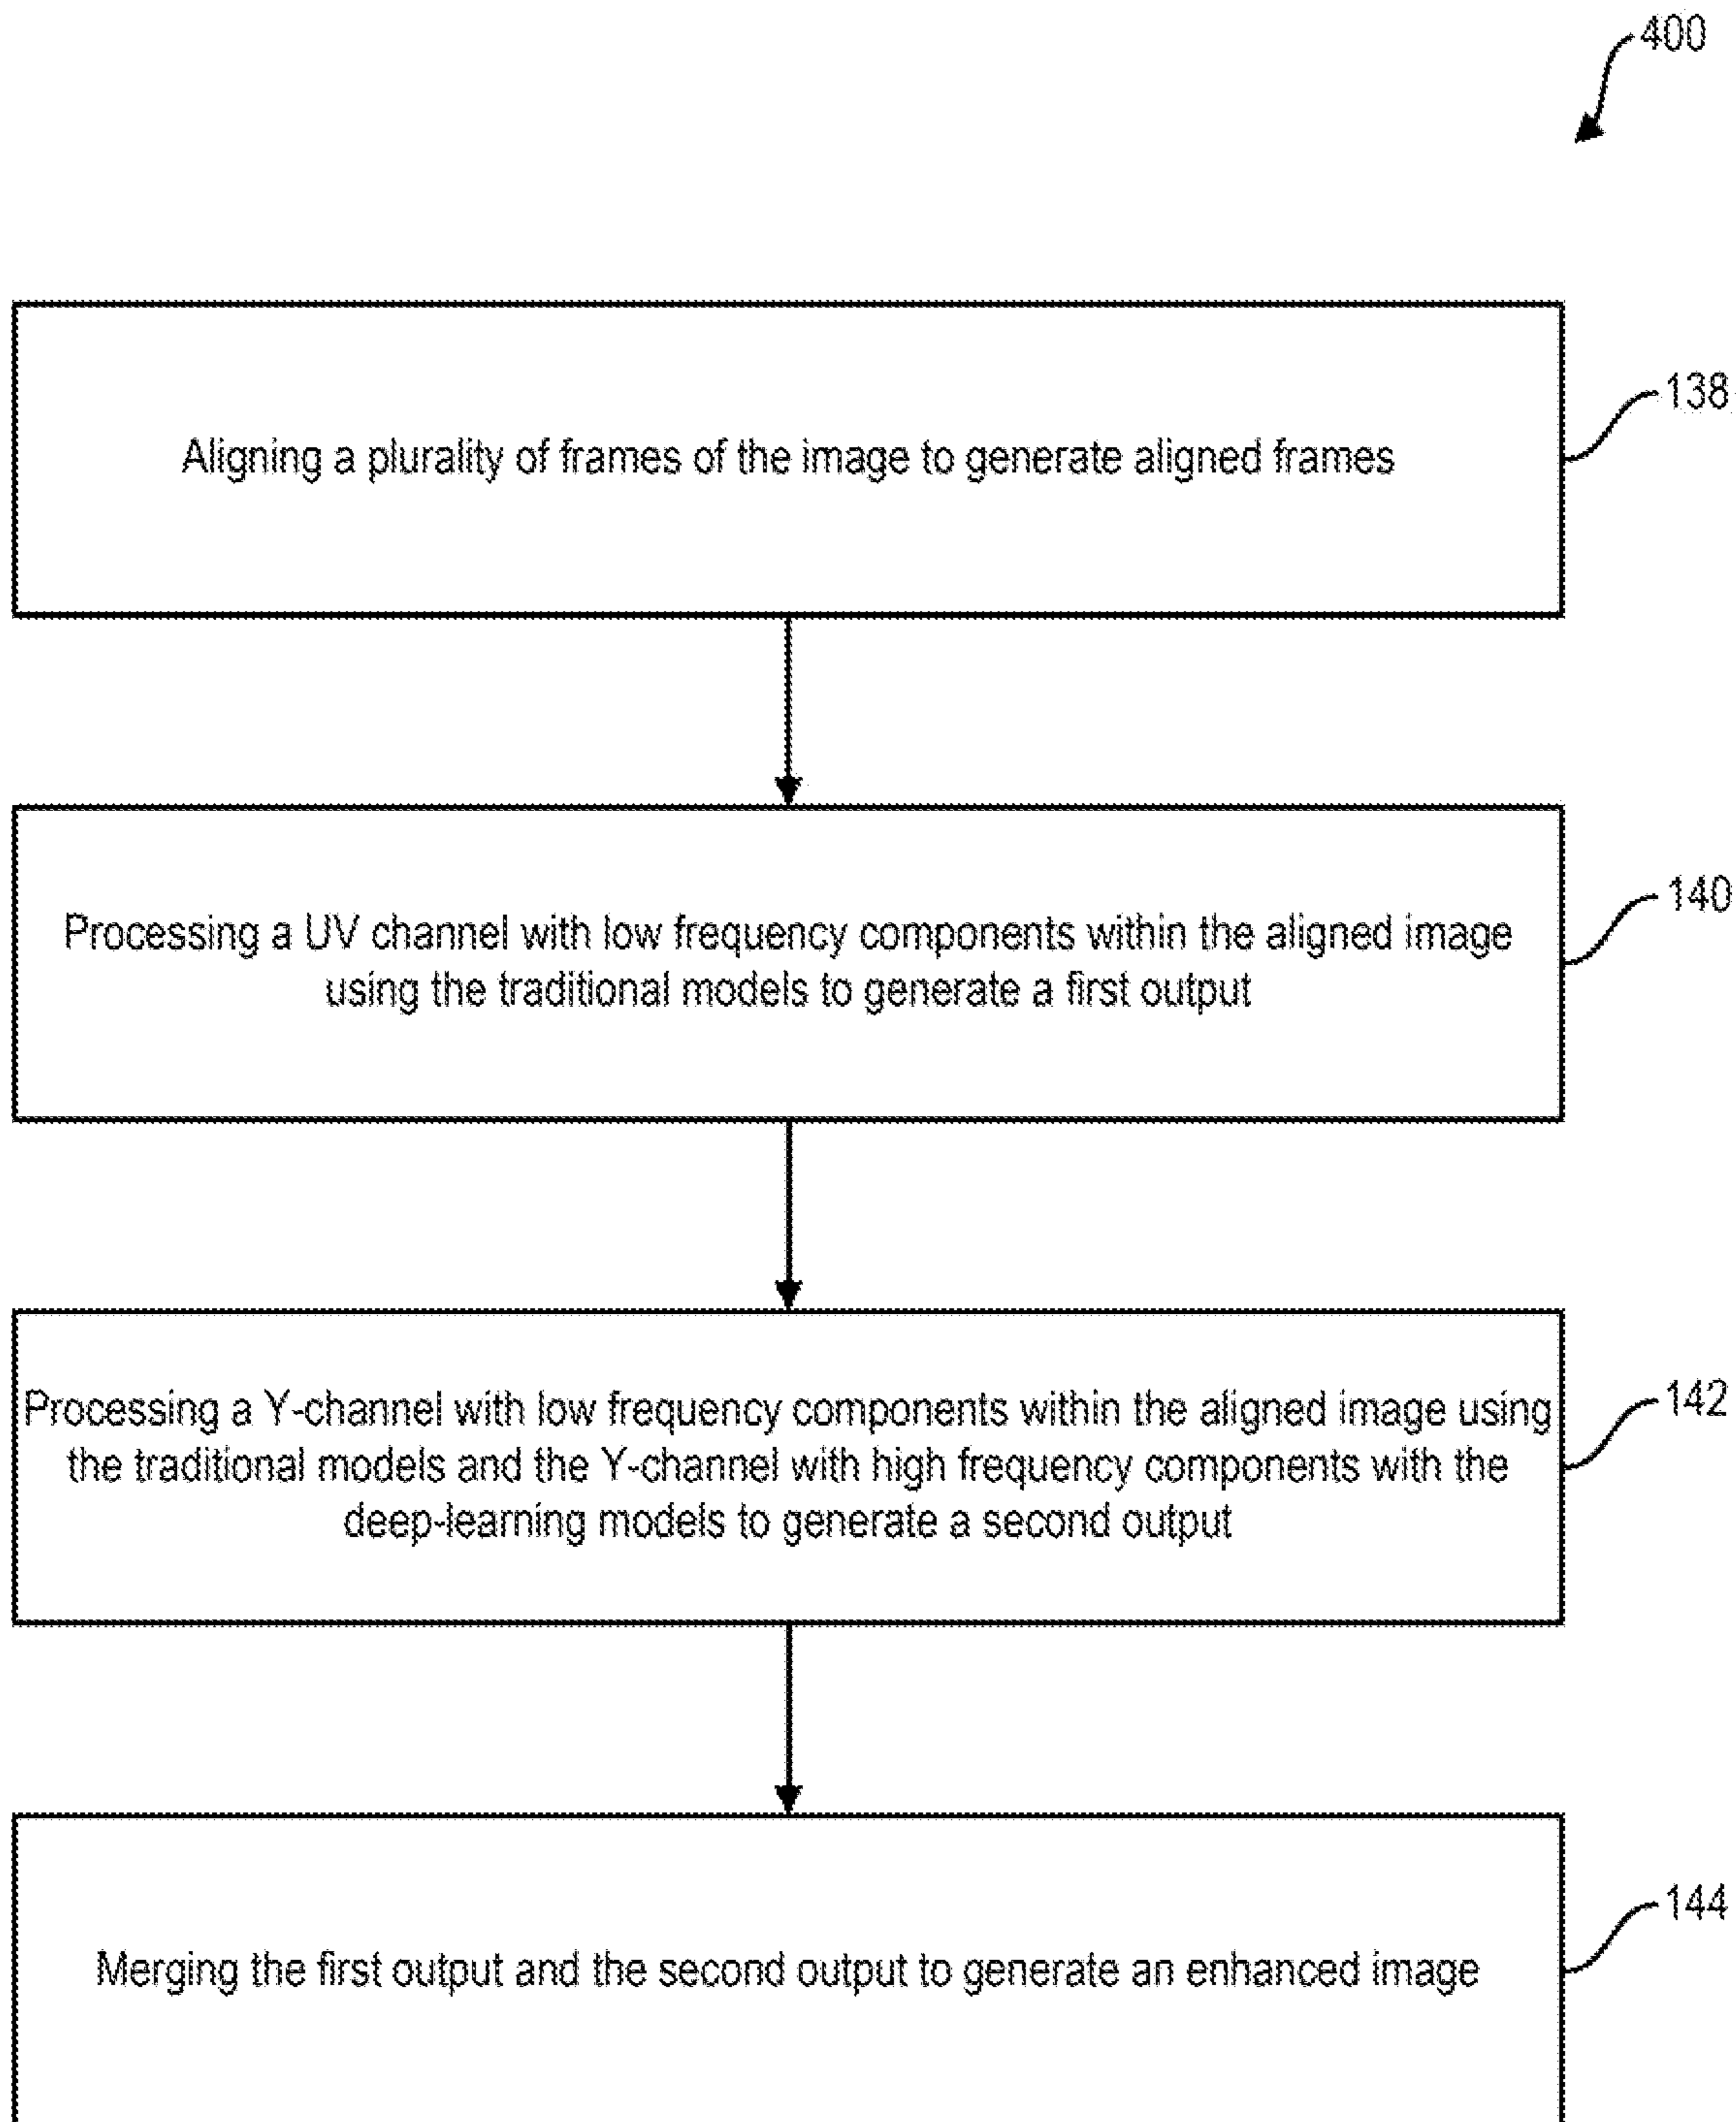 400
Aligning a plurality of frames of the image to generate aligned frames
138
Processing a UV channel with low frequency components within the aligned image
using the traditional models to generate a first output
140
Processing a Y-channel with low frequency components within the aligned image using
the traditional models and the Y-channel with high frequency components with the
deep-learning models to generate a second output
142
Merging the first output and the second output to generate an enhanced image
144